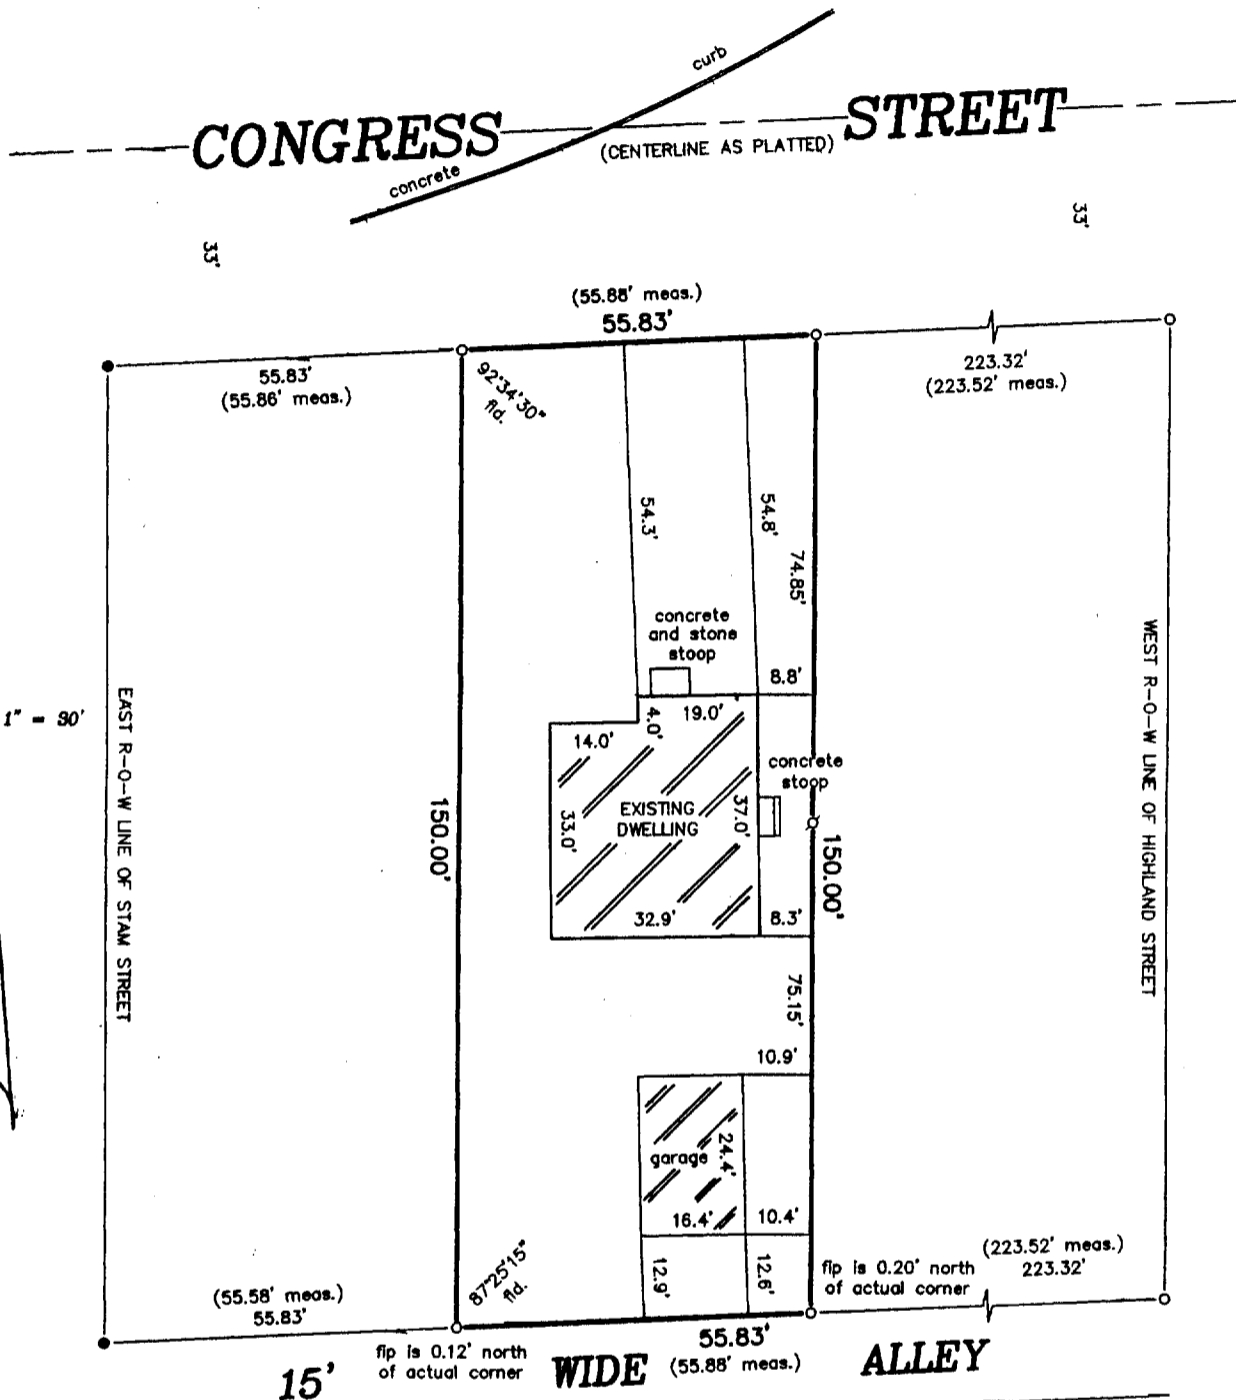 curb
CONGRESS STREET
(CENTERLINE AS PLATTED)
concrete
33'
33'
(55.88' meas.)
55.83'
55.83'
(55.86' meas.)
92°34'30"
fld.
223.32'
(223.52' meas.)
54.3'
54.8'
74.85'
concrete
and stone
stoop
8.8'
4.0'
19.0'
14.0'
concrete
stoop
1" = 30'
EAST R-O-W LINE OF STAM STREET
WEST R-O-W LINE OF HIGHLAND STREET
150.00'
33.0'
EXISTING
DWELLING
37.0'
150.00'
32.9'
8.3'
75.15'
10.9'
garage
24.4'
16.4'
10.4'
12.9'
12.6'
87°25'15"
fld.
(55.58' meas.)
55.83'
fip is 0.20' north
of actual corner
(223.52' meas.)
223.32'
fip is 0.12' north
of actual corner
55.83'
(55.88' meas.)
15' WIDE ALLEY